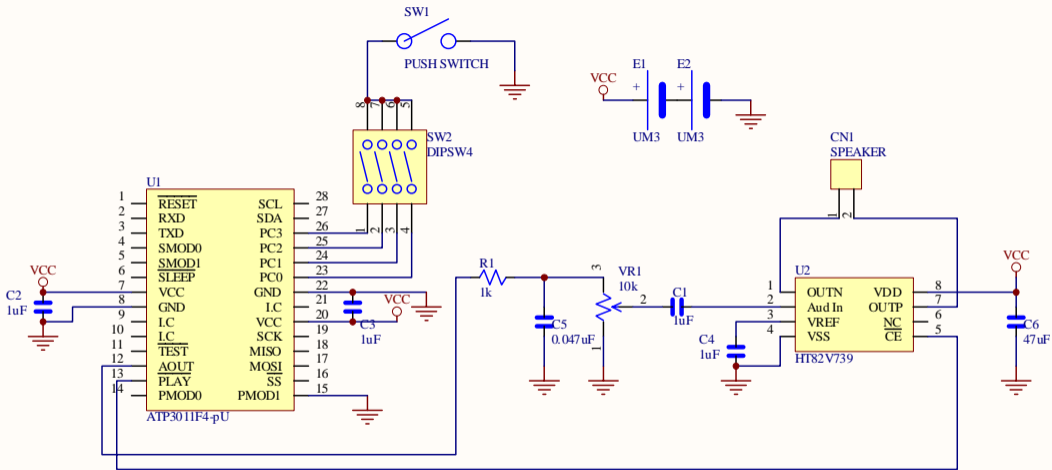 SW1
PUSH SWITCH
VCC
E1
E2
+
+
UM3
UM3
8
7
6
5
SW2
DIPSW4
1
2
3
4
CN1
SPEAKER
1
2
U1
1 RESET SCL 28
2 RXD SDA 27
3 TXD PC3 26
4 SMOD0 PC2 25
5 SMOD1 PC1 24
6 SLEEP PC0 23
7 VCC GND 22
8 GND I.C 21
9 I.C VCC 20
10 I.C SCK 19
11 TEST MISO 18
12 AOUT MOSI 17
13 PLAY SS 16
14 PMOD0 PMOD1 15
ATP3011F4-pU
VCC
C2
1uF
VCC
C3
1uF
R1
1k
C5
0.047uF
3
VR1
10k
2
1
C1
1uF
C4
1uF
U2
1 OUTN VDD 8
2 Aud In OUTP 7
3 VREF NC 6
4 VSS CE 5
HT82V739
VCC
C6
47uF